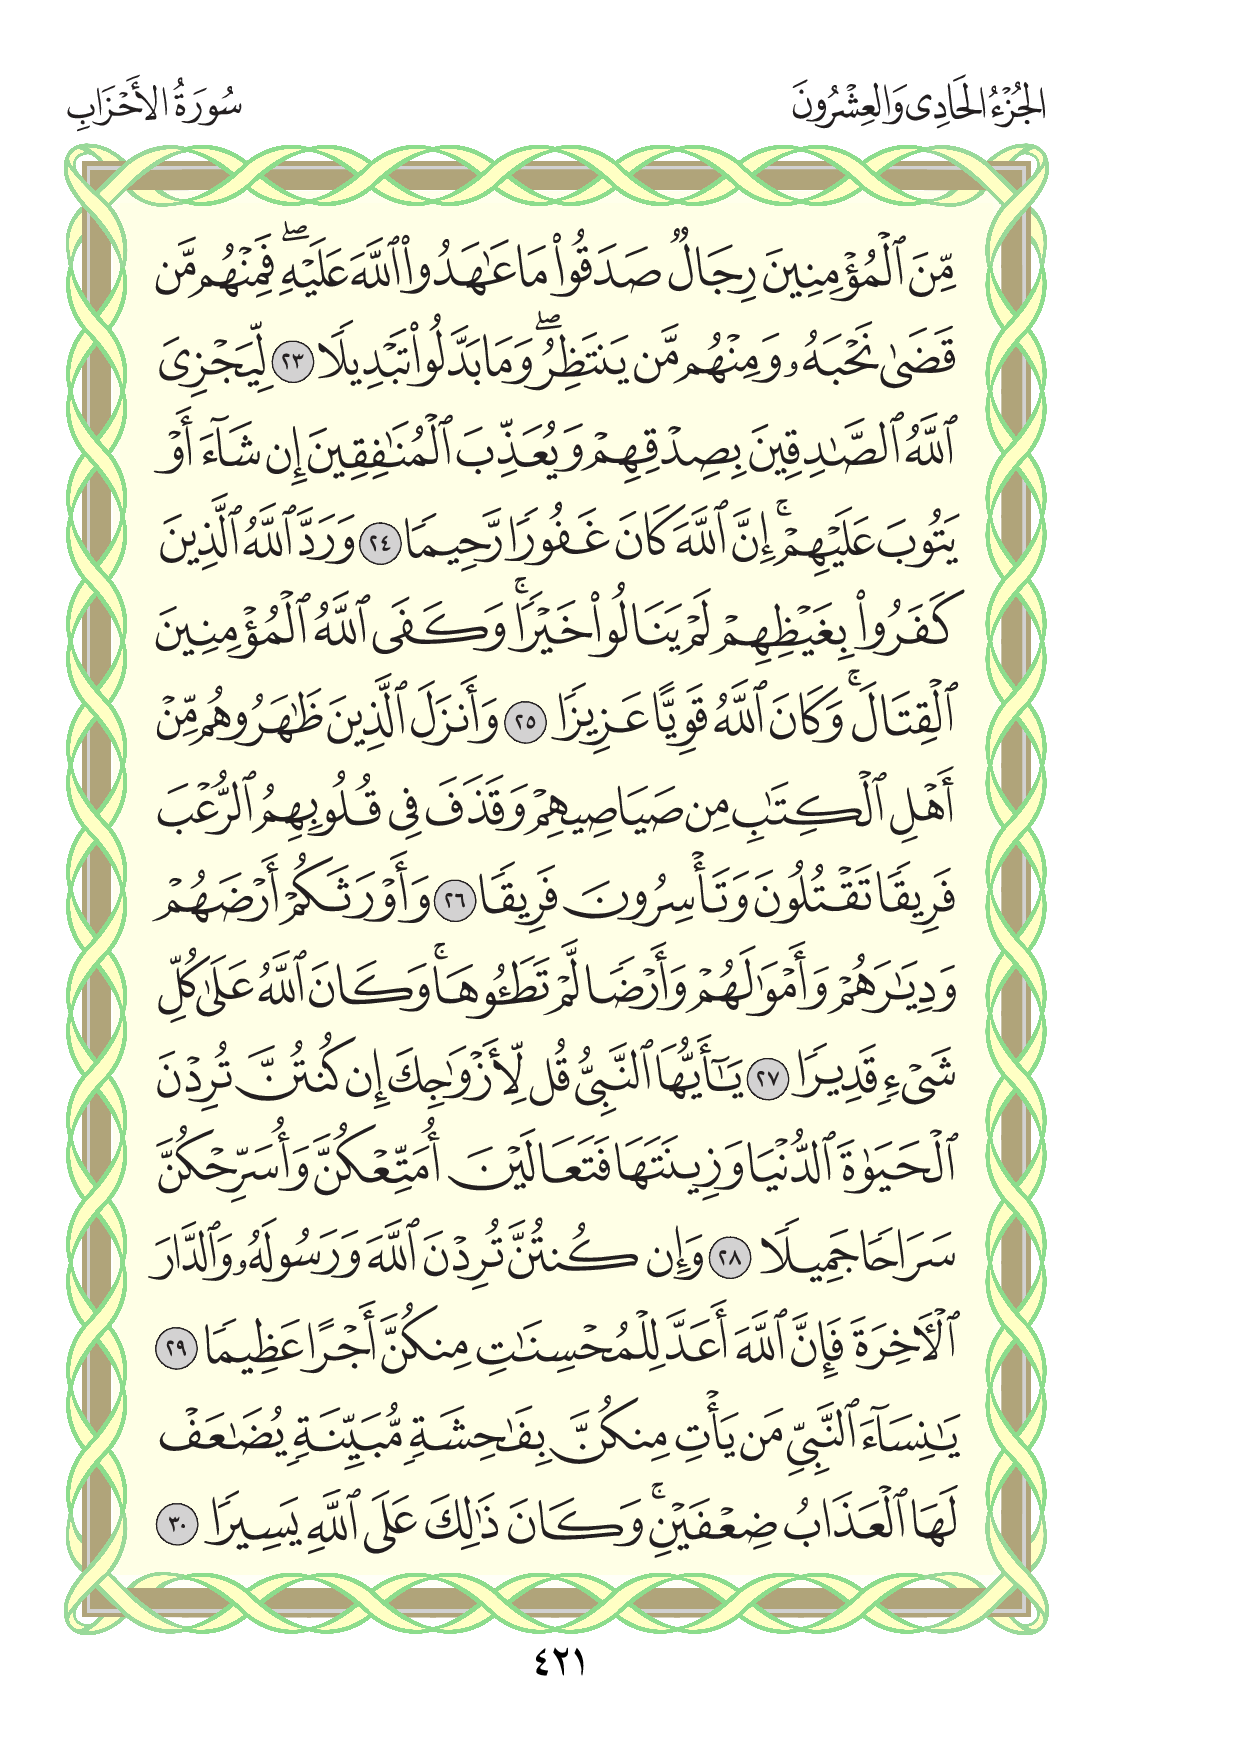 الجُزْءُ الحَادِى وَالعِشْرُونَ
سُورَةُ الأَحْزَابِ
مِّنَ ٱلْمُؤْمِنِينَ رِجَالٌ صَدَقُوا۟ مَا عَـٰهَدُوا۟ ٱللَّهَ عَلَيْهِ ۖ فَمِنْهُم مَّن
قَضَىٰ نَحْبَهُۥ وَمِنْهُم مَّن يَنتَظِرُ ۖ وَمَا بَدَّلُوا۟ تَبْدِيلًا ٢٣ لِّيَجْزِىَ
ٱللَّهُ ٱلصَّـٰدِقِينَ بِصِدْقِهِمْ وَيُعَذِّبَ ٱلْمُنَـٰفِقِينَ إِن شَآءَ أَوْ
يَتُوبَ عَلَيْهِمْ ۚ إِنَّ ٱللَّهَ كَانَ غَفُورًا رَّحِيمًا ٢٤ وَرَدَّ ٱللَّهُ ٱلَّذِينَ
كَفَرُوا۟ بِغَيْظِهِمْ لَمْ يَنَالُوا۟ خَيْرًا ۚ وَكَفَى ٱللَّهُ ٱلْمُؤْمِنِينَ
ٱلْقِتَالَ ۚ وَكَانَ ٱللَّهُ قَوِيًّا عَزِيزًا ٢٥ وَأَنزَلَ ٱلَّذِينَ ظَـٰهَرُوهُم مِّنْ
أَهْلِ ٱلْكِتَـٰبِ مِن صَيَاصِيهِمْ وَقَذَفَ فِى قُلُوبِهِمُ ٱلرُّعْبَ
فَرِيقًا تَقْتُلُونَ وَتَأْسِرُونَ فَرِيقًا ٢٦ وَأَوْرَثَكُمْ أَرْضَهُمْ
وَدِيَـٰرَهُمْ وَأَمْوَٰلَهُمْ وَأَرْضًا لَّمْ تَطَـُٔوهَا ۚ وَكَانَ ٱللَّهُ عَلَىٰ كُلِّ
شَىْءٍ قَدِيرًا ٢٧ يَـٰٓأَيُّهَا ٱلنَّبِىُّ قُل لِّأَزْوَٰجِكَ إِن كُنتُنَّ تُرِدْنَ
ٱلْحَيَوٰةَ ٱلدُّنْيَا وَزِينَتَهَا فَتَعَالَيْنَ أُمَتِّعْكُنَّ وَأُسَرِّحْكُنَّ
سَرَاحًا جَمِيلًا ٢٨ وَإِن كُنتُنَّ تُرِدْنَ ٱللَّهَ وَرَسُولَهُۥ وَٱلدَّارَ
ٱلْـَٔاخِرَةَ فَإِنَّ ٱللَّهَ أَعَدَّ لِلْمُحْسِنَـٰتِ مِنكُنَّ أَجْرًا عَظِيمًا ٢٩
يَـٰنِسَآءَ ٱلنَّبِىِّ مَن يَأْتِ مِنكُنَّ بِفَـٰحِشَةٍ مُّبَيِّنَةٍ يُضَـٰعَفْ
لَهَا ٱلْعَذَابُ ضِعْفَيْنِ ۚ وَكَانَ ذَٰلِكَ عَلَى ٱللَّهِ يَسِيرًا ٣٠
٤٢١